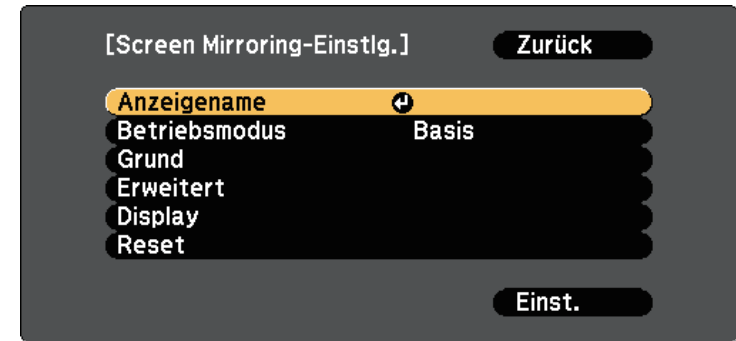 [Screen Mirroring-Einstlg.] Zurück
Anzeigename
Betriebsmodus Basis
Grund
Erweitert
Display
Reset
Einst.